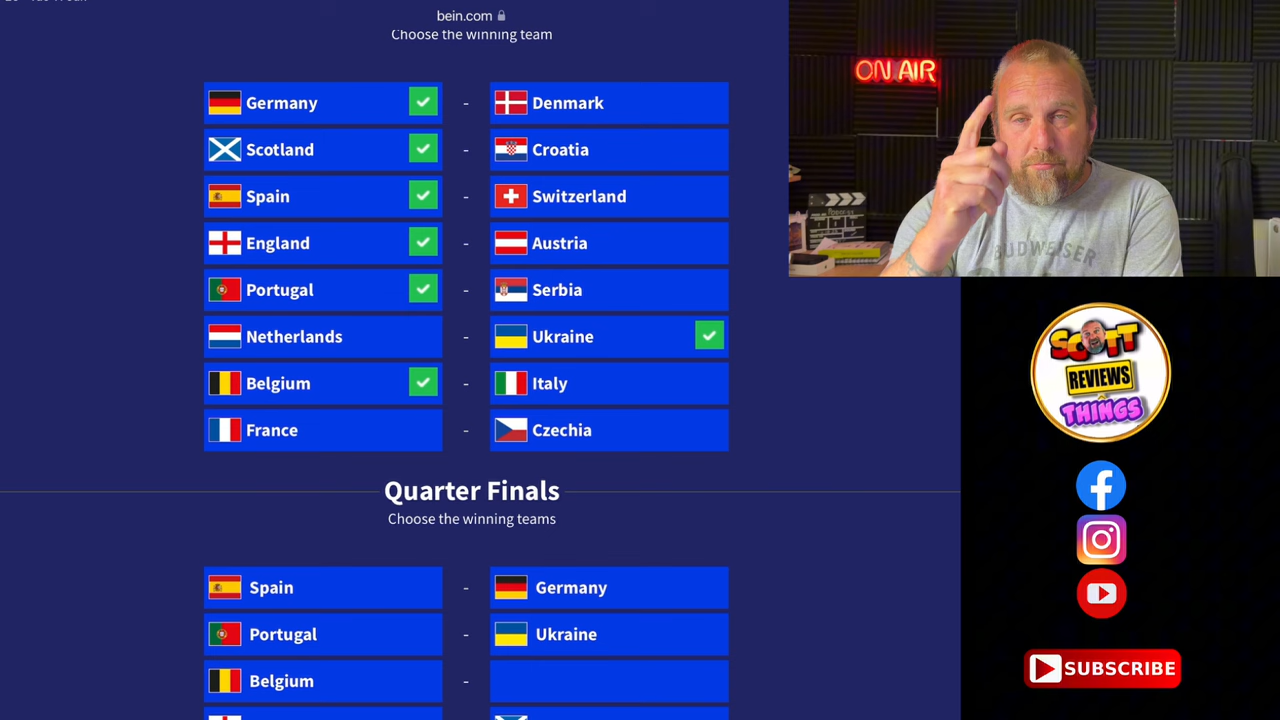 bein.com
Choose the winning team
Germany - Denmark
Scotland - Croatia
Spain - Switzerland
England - Austria
Portugal - Serbia
Netherlands - Ukraine
Belgium - Italy
France - Czechia
Quarter Finals
Choose the winning teams
Spain - Germany
Portugal - Ukraine
Belgium -
ON AIR
BUDWEISER
SCOTT
REVIEWS
THINGS
SUBSCRIBE